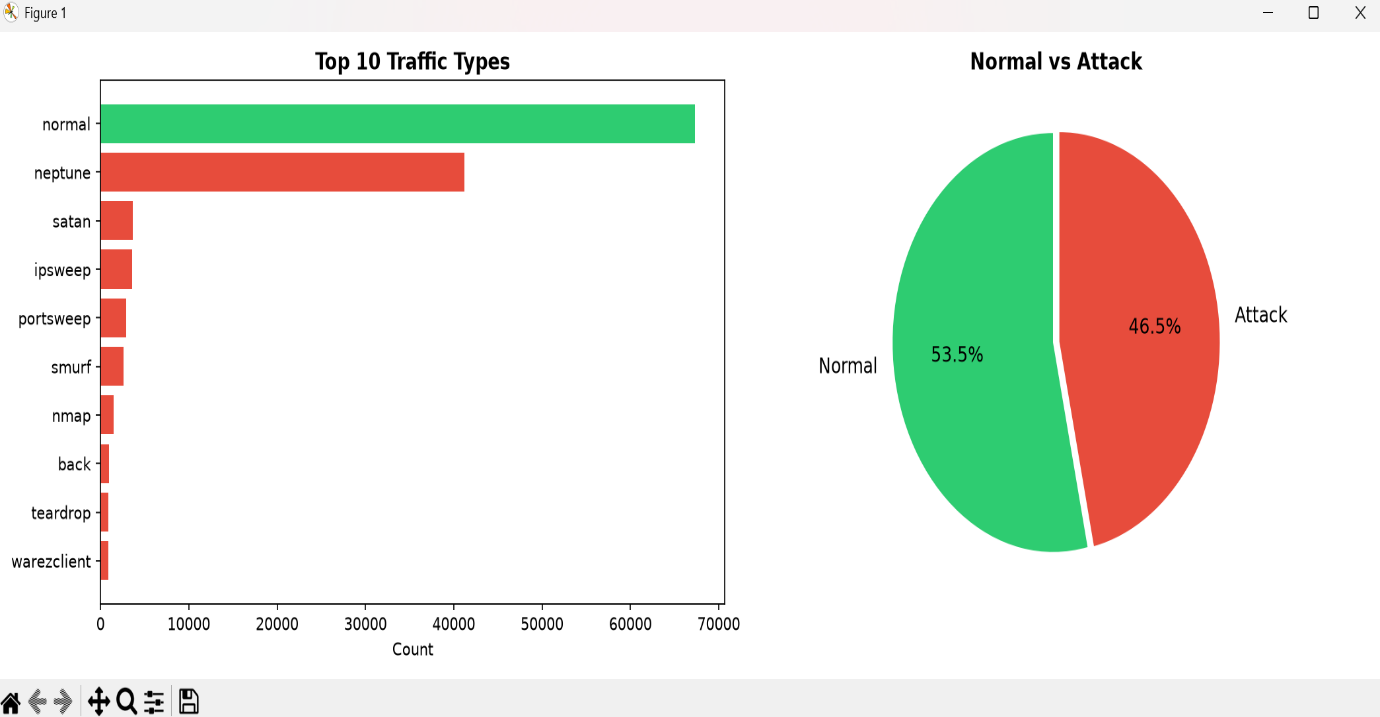 Figure 1
Top 10 Traffic Types
normal
neptune
satan
ipsweep
portsweep
smurf
nmap
back
teardrop
warezclient
0 10000 20000 30000 40000 50000 60000 70000
Count
Normal vs Attack
Attack
46.5%
53.5%
Normal